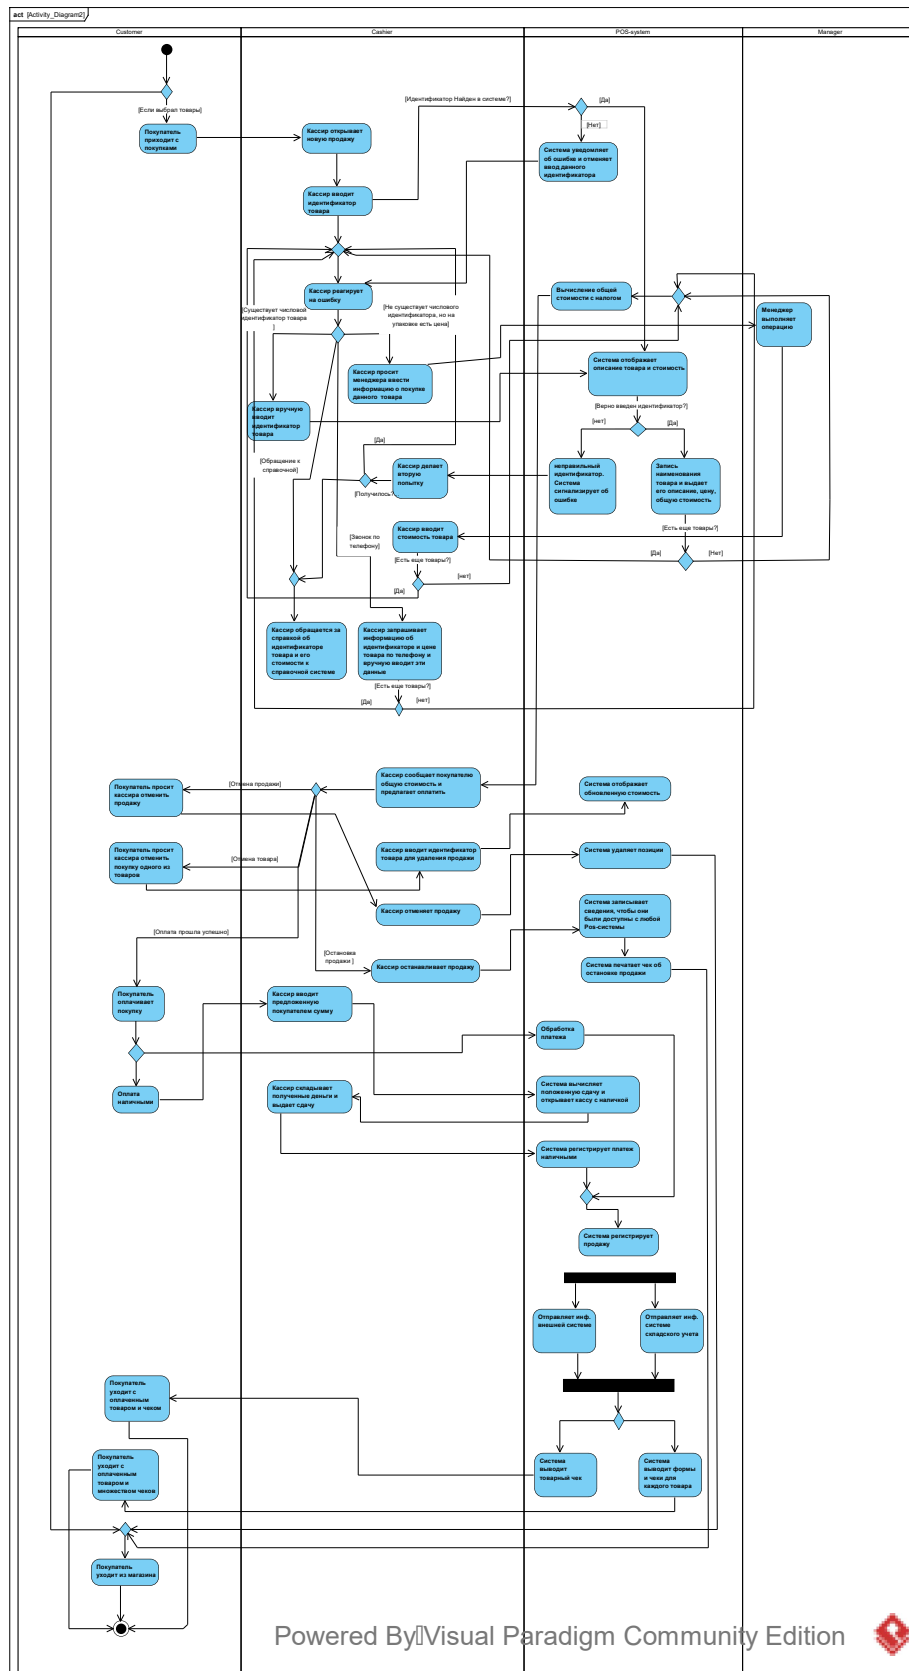 act [Activity_Diagram2]
Customer
Cashier
POS-system
Manager
[Идентификатор Найден в системе?]
[Да]
[Если выбрал товары]
[Нет]
Покупатель
приходит с
покупками
Кассир открывает
новую продажу
Система уведомляет
об ошибке и отменяет
ввод данного
идентификатора
Кассир вводит
идентификатор
товара
Кассир реагирует
на ошибку
Вычисление общей
стоимости с налогом
[Существует числовой
идентификатор товара
]
[Не существует числового
идентификатора, но на
упаковке есть цена]
Менеджер
выполняет
операцию
Система отображает
описание товара и стоимость
Кассир просит
менеджера ввести
информацию о покупке
данного товара
[Верно введен идентификатор?]
Кассир вручную
вводит
идентификатор
товара
[нет]
[Да]
[Да]
[Обращение к
справочной]
Кассир делает
вторую
попытку
неправильный
идентификатор.
Система
сигнализирует об
ошибке
Запись
наименования
товара и выдает
его описание, цену,
общую стоимость
[Получилось?]
Кассир вводит
стоимость товара
[Есть еще товары?]
[Звонок по
телефону]
[Есть еще товары?]
[Да]
[Нет]
[нет]
[Да]
Кассир обращается за
справкой об
идентификаторе
товара и его
стоимости к
справочной системе
Кассир запрашивает
информацию об
идентификаторе и цене
товара по телефону и
вручную вводит эти
данные
[Есть еще товары?]
[Да]
[нет]
Покупатель просит
кассира отменить
продажу
[Отмена продажи]
Кассир сообщает покупателю
общую стоимость и
предлагает оплатить
Система отображает
обновленную стоимость
Покупатель просит
кассира отменить
покупку одного из
товаров
[Отмена товара]
Кассир вводит идентификатор
товара для удаления продажи
Система удаляет позиции
Кассир отменяет продажу
Система записывает
сведения, чтобы они
были доступны с любой
Pos-системы
[Оплата прошла успешно]
[Остановка
продажи ]
Кассир останавливает продажу
Система печатает чек об
остановке продажи
Покупатель
оплачивает
покупку
Кассир вводит
предложенную
покупателем сумму
Обработка
платежа
Оплата
наличными
Кассир складывает
полученные деньги и
выдает сдачу
Система вычисляет
положенную сдачу и
открывает кассу с наличкой
Система регистрирует платеж
наличными
Система регистрирует
продажу
Отправляет инф.
внешней системе
Отправляет инф.
системе
складского учета
Покупатель
уходит с
оплаченным
товаром и чеком
Покупатель
уходит с
оплаченным
товаром и
множеством чеков
Система
выводит
товарный чек
Система
выводит формы
и чеки для
каждого товара
Покупатель
уходит из магазина
Powered By Visual Paradigm Community Edition